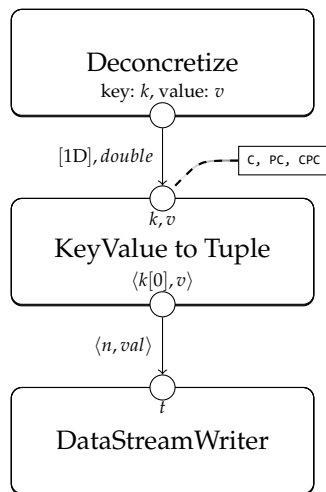 Deconcretize
key: k, value: v
[1D], double
C, PC, CPC
k, v
KeyValue to Tuple
⟨k[0], v⟩
⟨n, val⟩
t
DataStreamWriter